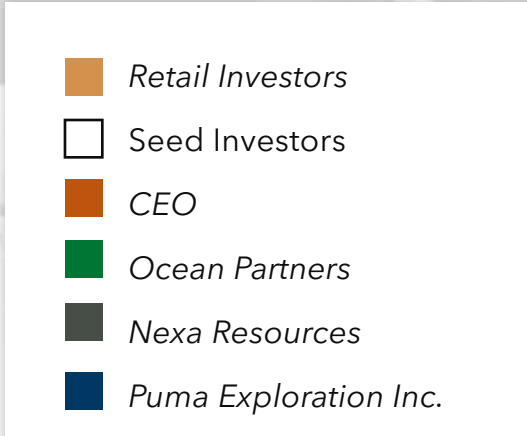 Retail Investors
Seed Investors
CEO
Ocean Partners
Nexa Resources
Puma Exploration Inc.